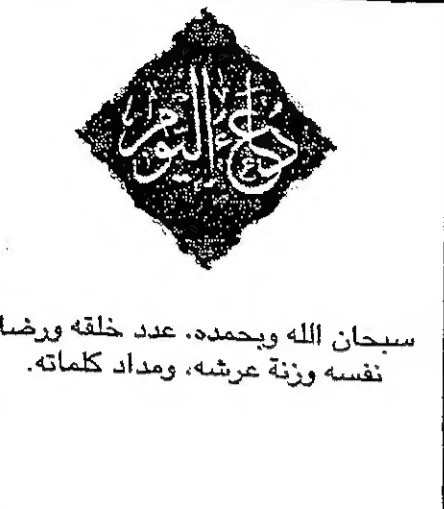 دعاء اليوم
سبحان الله وبحمده، عدد خلقه ورضا
نفسه وزنة عرشه، ومداد كلماته.